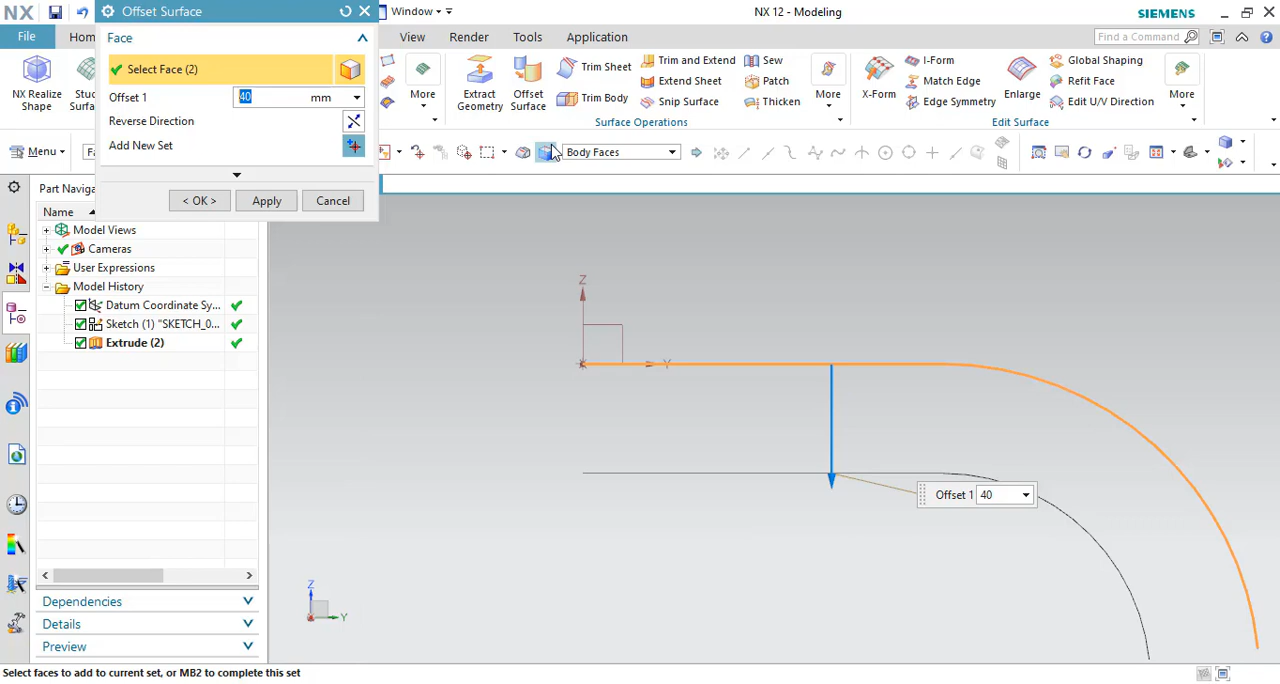 NX
Offset Surface
Window
NX 12 - Modeling
SIEMENS
File
Hom
View
Render
Tools
Application
Find a Command
Face
Select Face (2)
Offset 1
40
mm
Reverse Direction
Add New Set
< OK >
Apply
Cancel
NX Realize
Shape
Stu
Surfa
More
Extract
Geometry
Offset
Surface
Trim Sheet
Trim Body
Trim and Extend
Extend Sheet
Snip Surface
Sew
Patch
Thicken
More
Surface Operations
X-Form
I-Form
Match Edge
Edge Symmetry
Enlarge
Global Shaping
Refit Face
Edit U/V Direction
More
Edit Surface
Menu
Fa
Body Faces
Part Naviga
Name
Model Views
Cameras
User Expressions
Model History
Datum Coordinate Sy...
Sketch (1) "SKETCH_0...
Extrude (2)
Dependencies
Details
Preview
Z
X
Y
Offset 1
40
Z
Y
Select faces to add to current set, or MB2 to complete this set